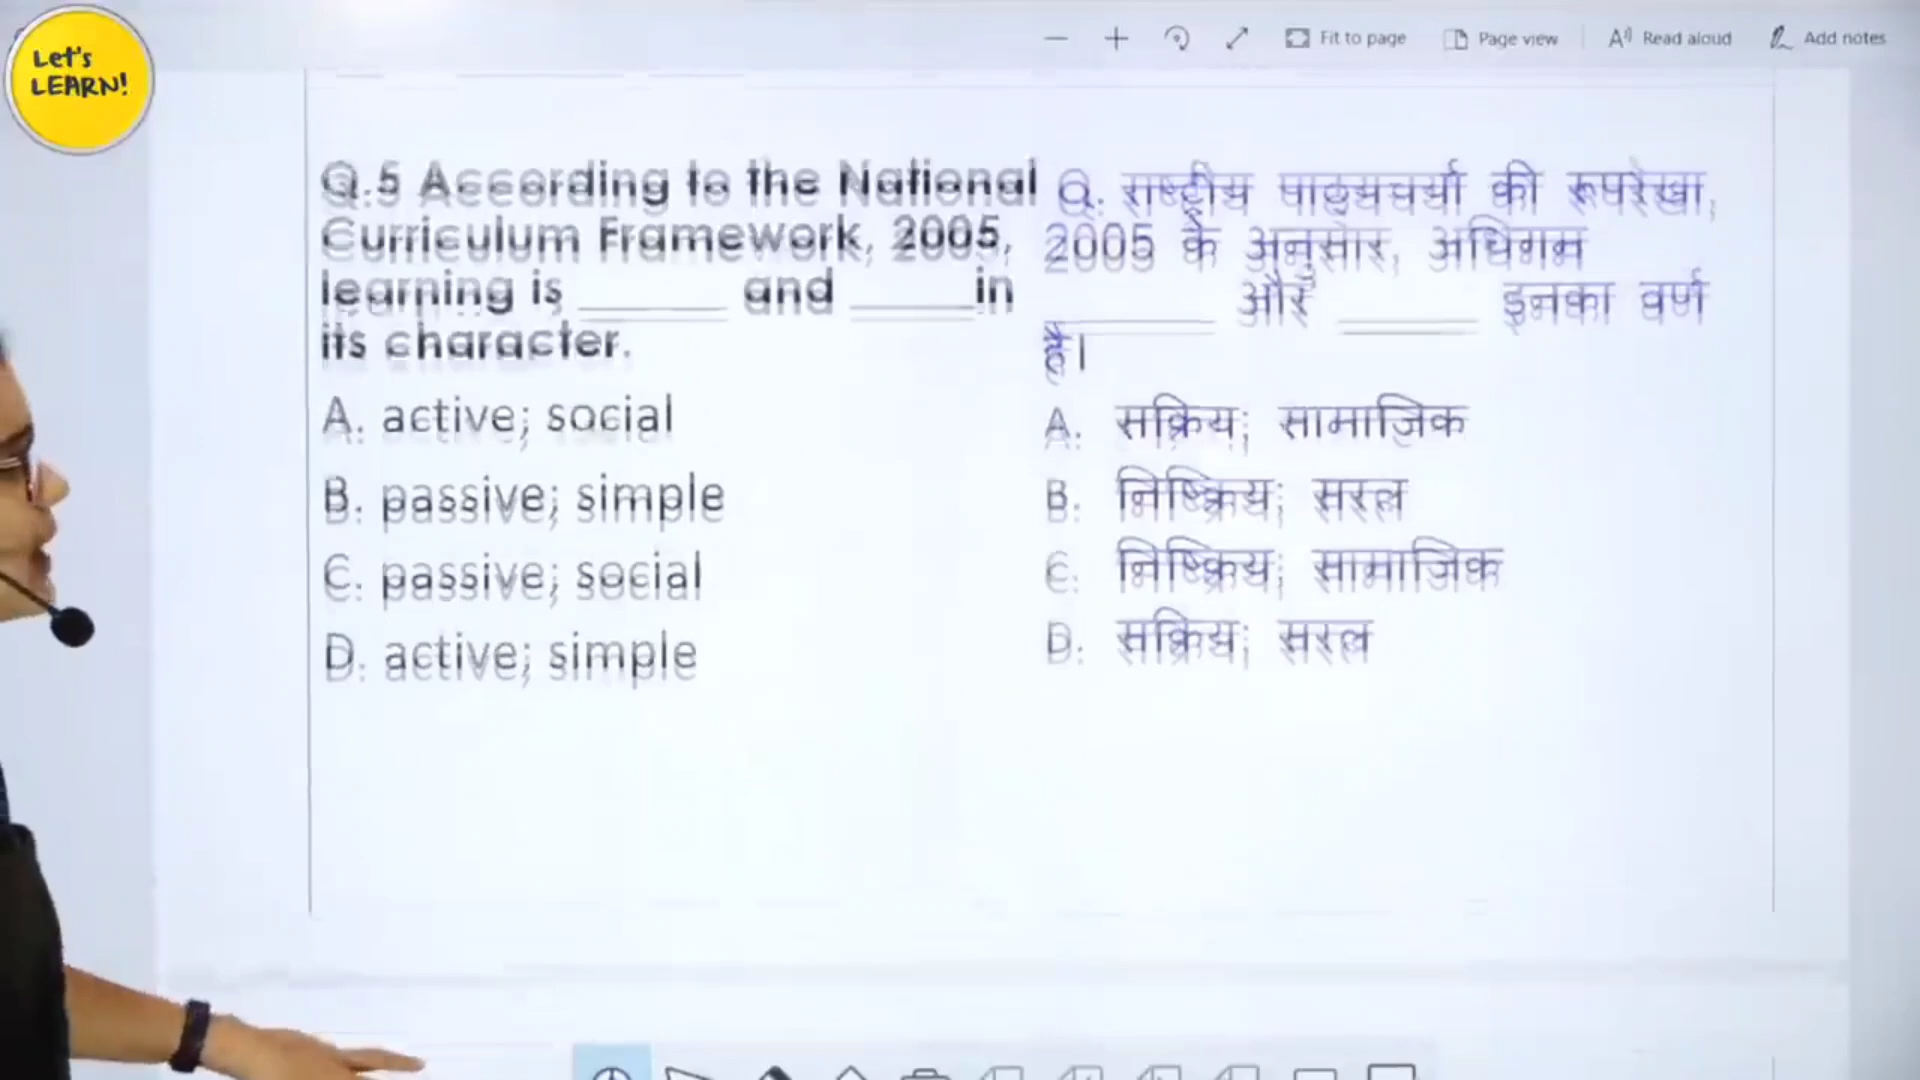 Let's
LEARN!
Fit to page
Page view
Read aloud
Add notes
Q.5 According to the National
Curriculum Framework, 2005,
learning is ______ and ______in
its character.
A. active; social
B. passive; simple
C. passive; social
D. active; simple
Q. राष्ट्रीय पाठ्यचर्या की रूपरेखा,
2005 के अनुसार, अधिगम
______ और ______ इनका वर्ण
है।
A. सक्रिय; सामाजिक
B. निष्क्रिय; सरल
C. निष्क्रिय; सामाजिक
D. सक्रिय; सरल